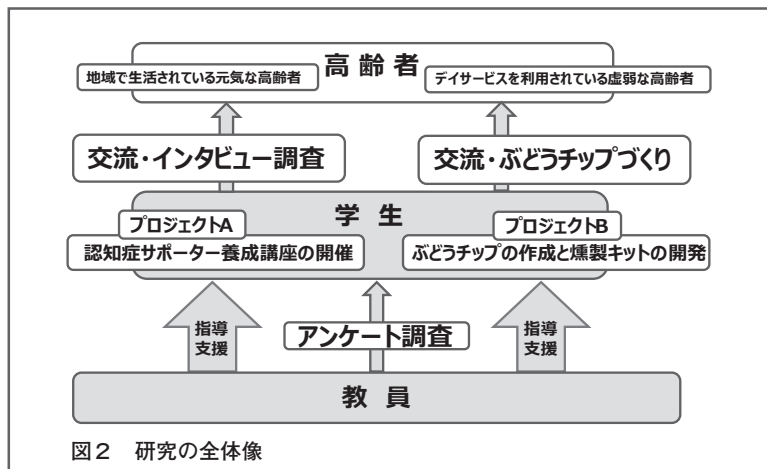 高齢者
地域で生活されている元気な高齢者
デイサービスを利用されている虚弱な高齢者
交流・インタビュー調査
交流・ぶどうチップづくり
学生
プロジェクトA
プロジェクトB
認知症サポーター養成講座の開催
ぶどうチップの作成と燻製キットの開発
指導
支援
アンケート調査
指導
支援
教員
図2 研究の全体像